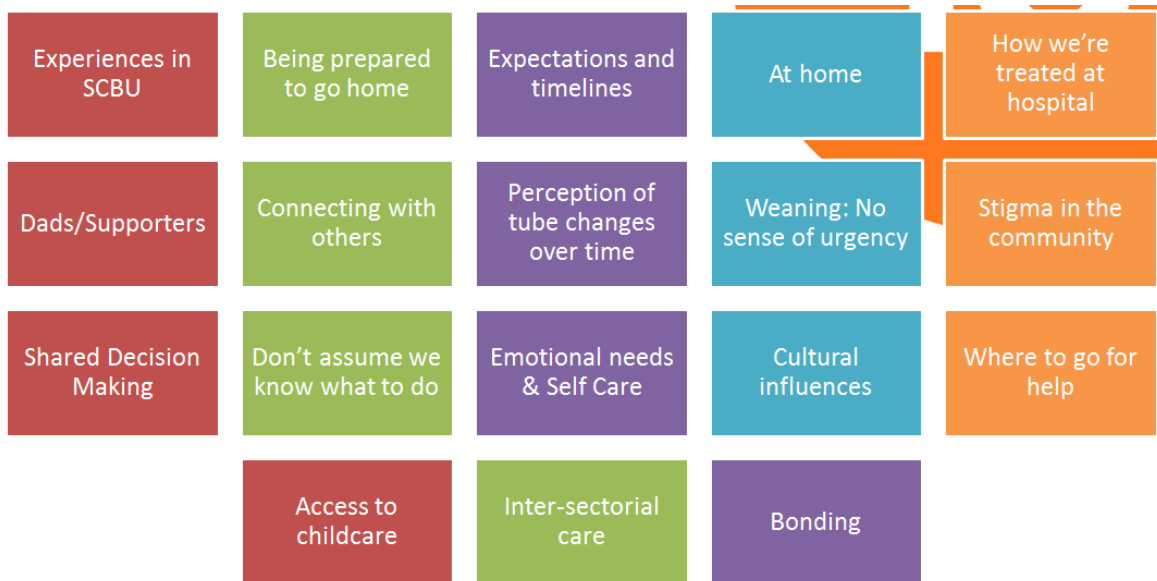 Experiences in
SCBU
Being prepared
to go home
Expectations and
timelines
At home
How we’re
treated at
hospital
Dads/Supporters
Connecting with
others
Perception of
tube changes
over time
Weaning: No
sense of urgency
Stigma in the
community
Shared Decision
Making
Don’t assume we
know what to do
Emotional needs
& Self Care
Cultural
influences
Where to go for
help
Access to
childcare
Inter-sectorial
care
Bonding